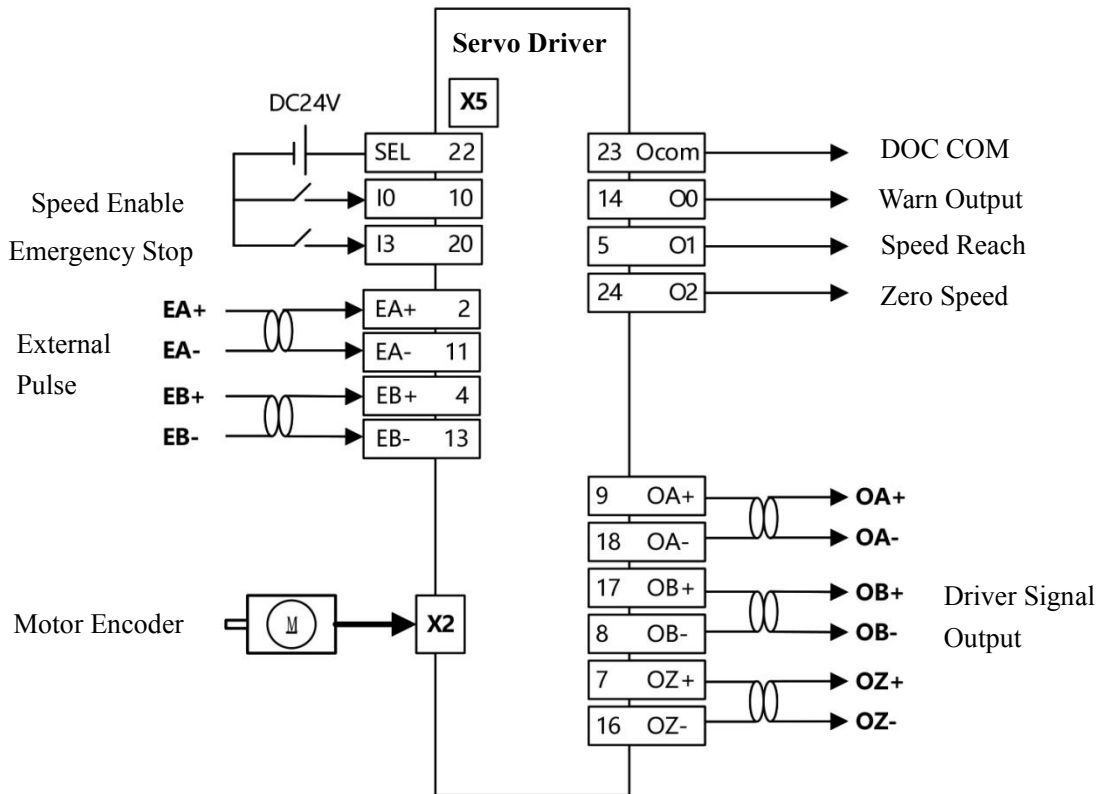 Servo Driver
X5
DC24V
SEL 22
Speed Enable
I0 10
Emergency Stop
I3 20
EA+
EA+ 2
External
Pulse
EA-
EA- 11
EB+
EB+ 4
EB-
EB- 13
Motor Encoder
M
X2
23 Ocom
DOC COM
14 O0
Warn Output
5 O1
Speed Reach
24 O2
Zero Speed
9 OA+
OA+
18 OA-
OA-
17 OB+
OB+
8 OB-
OB-
Driver Signal
Output
7 OZ+
OZ+
16 OZ-
OZ-